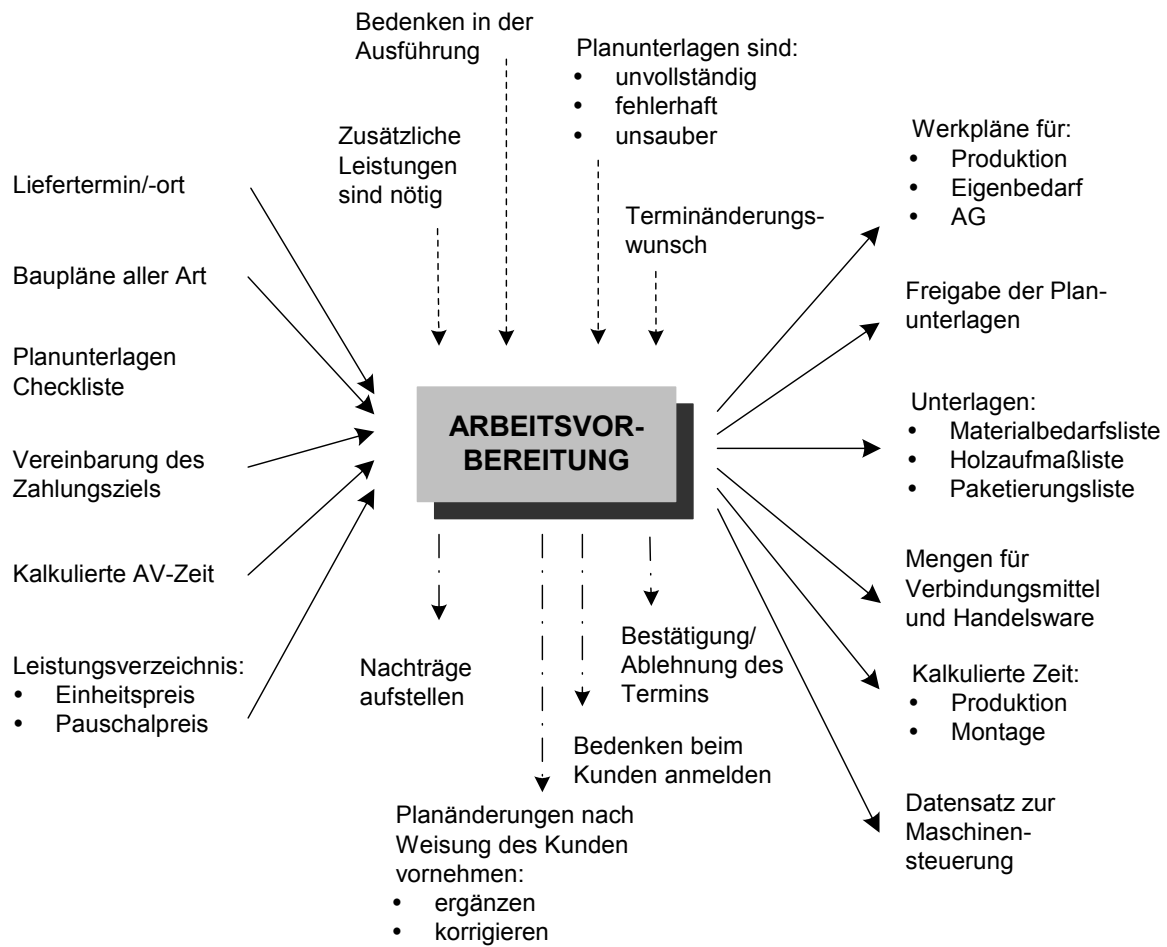 Bedenken in der
Ausführung
Planunterlagen sind:
• unvollständig
• fehlerhaft
• unsauber
Zusätzliche
Leistungen
sind nötig
Terminänderungs-
wunsch
Liefertermin/-ort
Baupläne aller Art
Planunterlagen
Checkliste
Vereinbarung des
Zahlungsziels
Kalkulierte AV-Zeit
Leistungsverzeichnis:
• Einheitspreis
• Pauschalpreis
ARBEITSVOR-
BEREITUNG
Werkpläne für:
• Produktion
• Eigenbedarf
• AG
Freigabe der Plan-
unterlagen
Unterlagen:
• Materialbedarfsliste
• Holzaufmaßliste
• Paketierungsliste
Mengen für
Verbindungsmittel
und Handelsware
Kalkulierte Zeit:
• Produktion
• Montage
Datensatz zur
Maschinen-
steuerung
Nachträge
aufstellen
Bestätigung/
Ablehnung des
Termins
Bedenken beim
Kunden anmelden
Planänderungen nach
Weisung des Kunden
vornehmen:
• ergänzen
• korrigieren